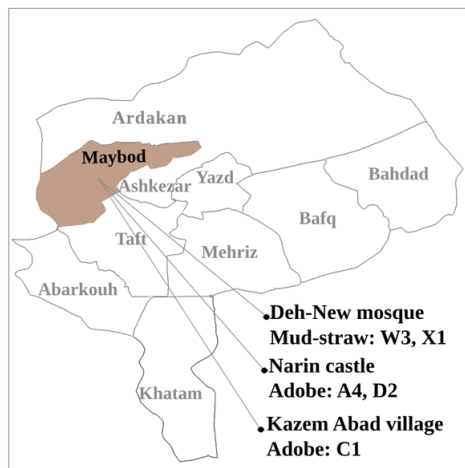 Ardakan
Maybod
Ashkezar
Yazd
Bahdad
Bafq
Taft
Mehriz
Abarkouh
Khatam
Deh-New mosque
Mud-straw: W3, X1
Narin castle
Adobe: A4, D2
Kazem Abad village
Adobe: C1